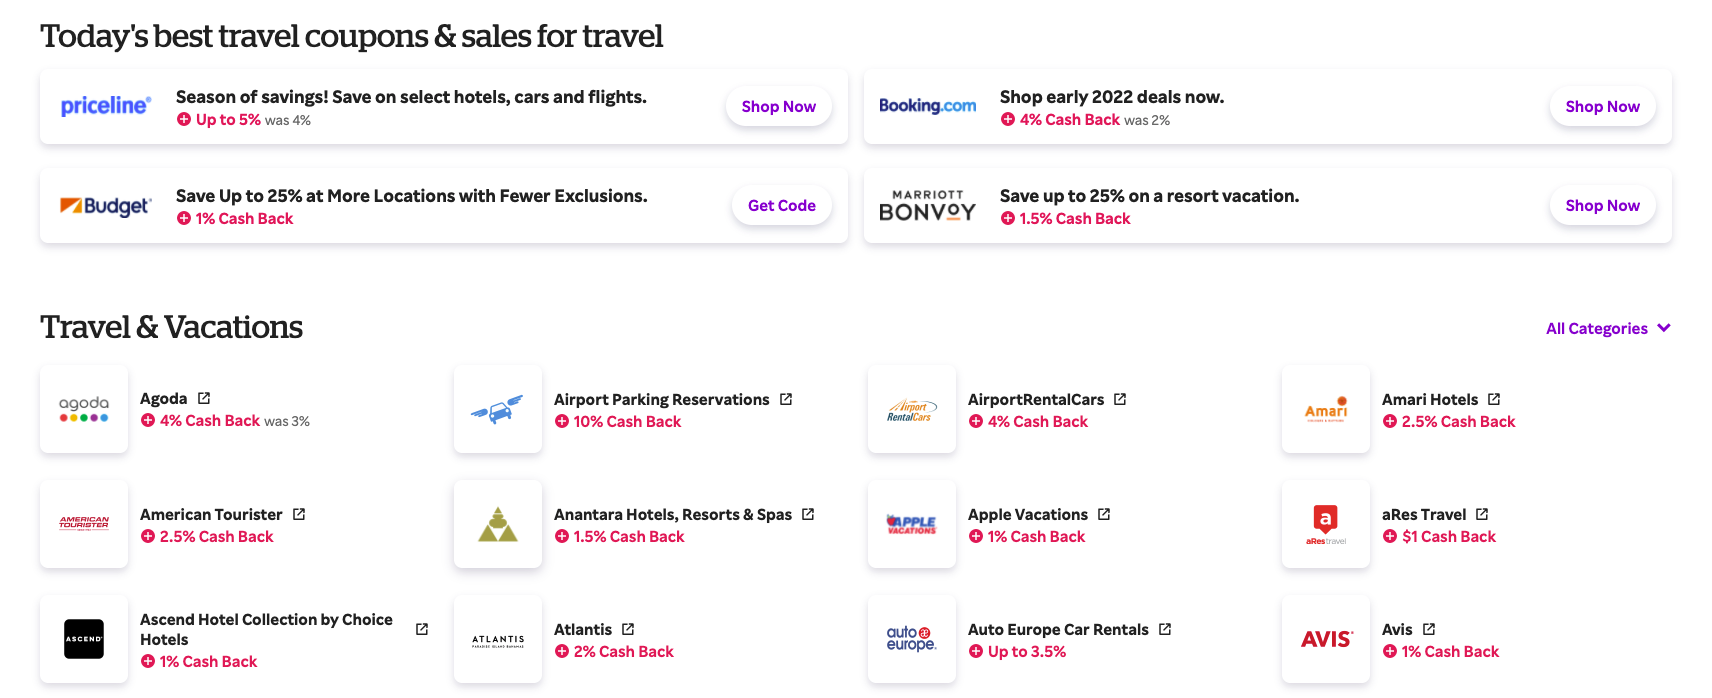 Today's best travel coupons & sales for travel
priceline®
Season of savings! Save on select hotels, cars and flights.
Up to 5% was 4%
Shop Now
Booking.com
Shop early 2022 deals now.
4% Cash Back was 2%
Shop Now
Budget®
Save Up to 25% at More Locations with Fewer Exclusions.
1% Cash Back
Get Code
MARRIOTT
BONVOY
Save up to 25% on a resort vacation.
1.5% Cash Back
Shop Now
Travel & Vacations
All Categories
agoda
Agoda
4% Cash Back was 3%
Airport Parking Reservations
10% Cash Back
Airport
RentalCars
AirportRentalCars
4% Cash Back
Amari
Amari Hotels
2.5% Cash Back
AMERICAN
TOURISTER
American Tourister
2.5% Cash Back
Anantara Hotels, Resorts & Spas
1.5% Cash Back
APPLE
VACATIONS
Apple Vacations
1% Cash Back
a
aRestravel
aRes Travel
$1 Cash Back
ASCEND
Ascend Hotel Collection by Choice
Hotels
1% Cash Back
ATLANTIS
PARADISE ISLAND BAHAMAS
Atlantis
2% Cash Back
auto
europe.
Auto Europe Car Rentals
Up to 3.5%
AVIS
Avis
1% Cash Back